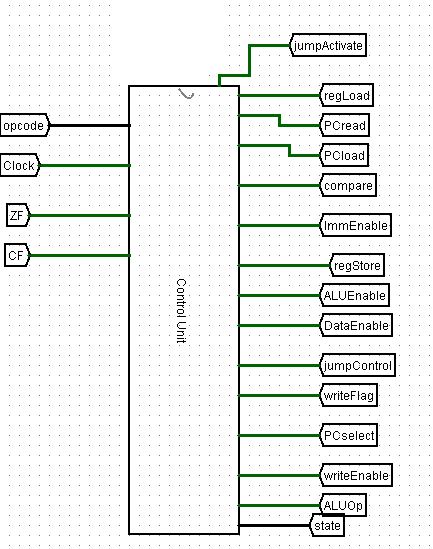 jumpActivate
opcode
regLoad
PCread
Clock
PCload
compare
ZF
ImmEnable
CF
regStore
Control Unit
ALUEnable
DataEnable
jumpControl
writeFlag
PCselect
writeEnable
ALUOp
state